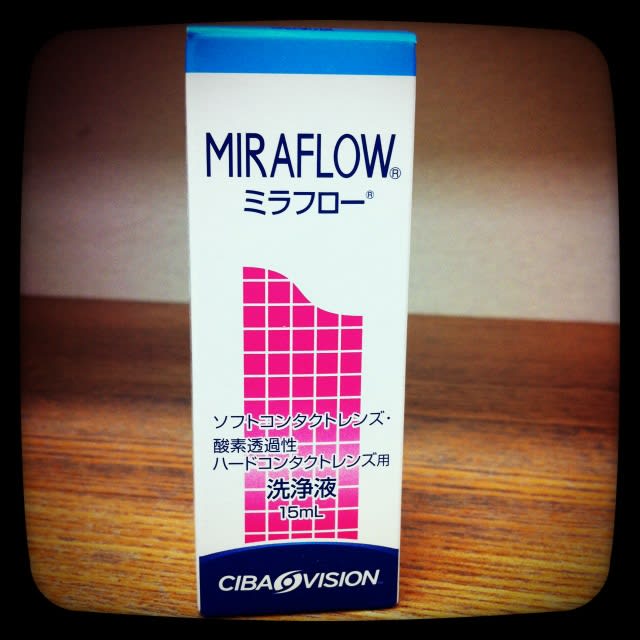 MIRAFLOW®
ミラフロー®
ソフトコンタクトレンズ・
酸素透過性
ハードコンタクトレンズ用
洗浄液
15mL
CIBA VISION